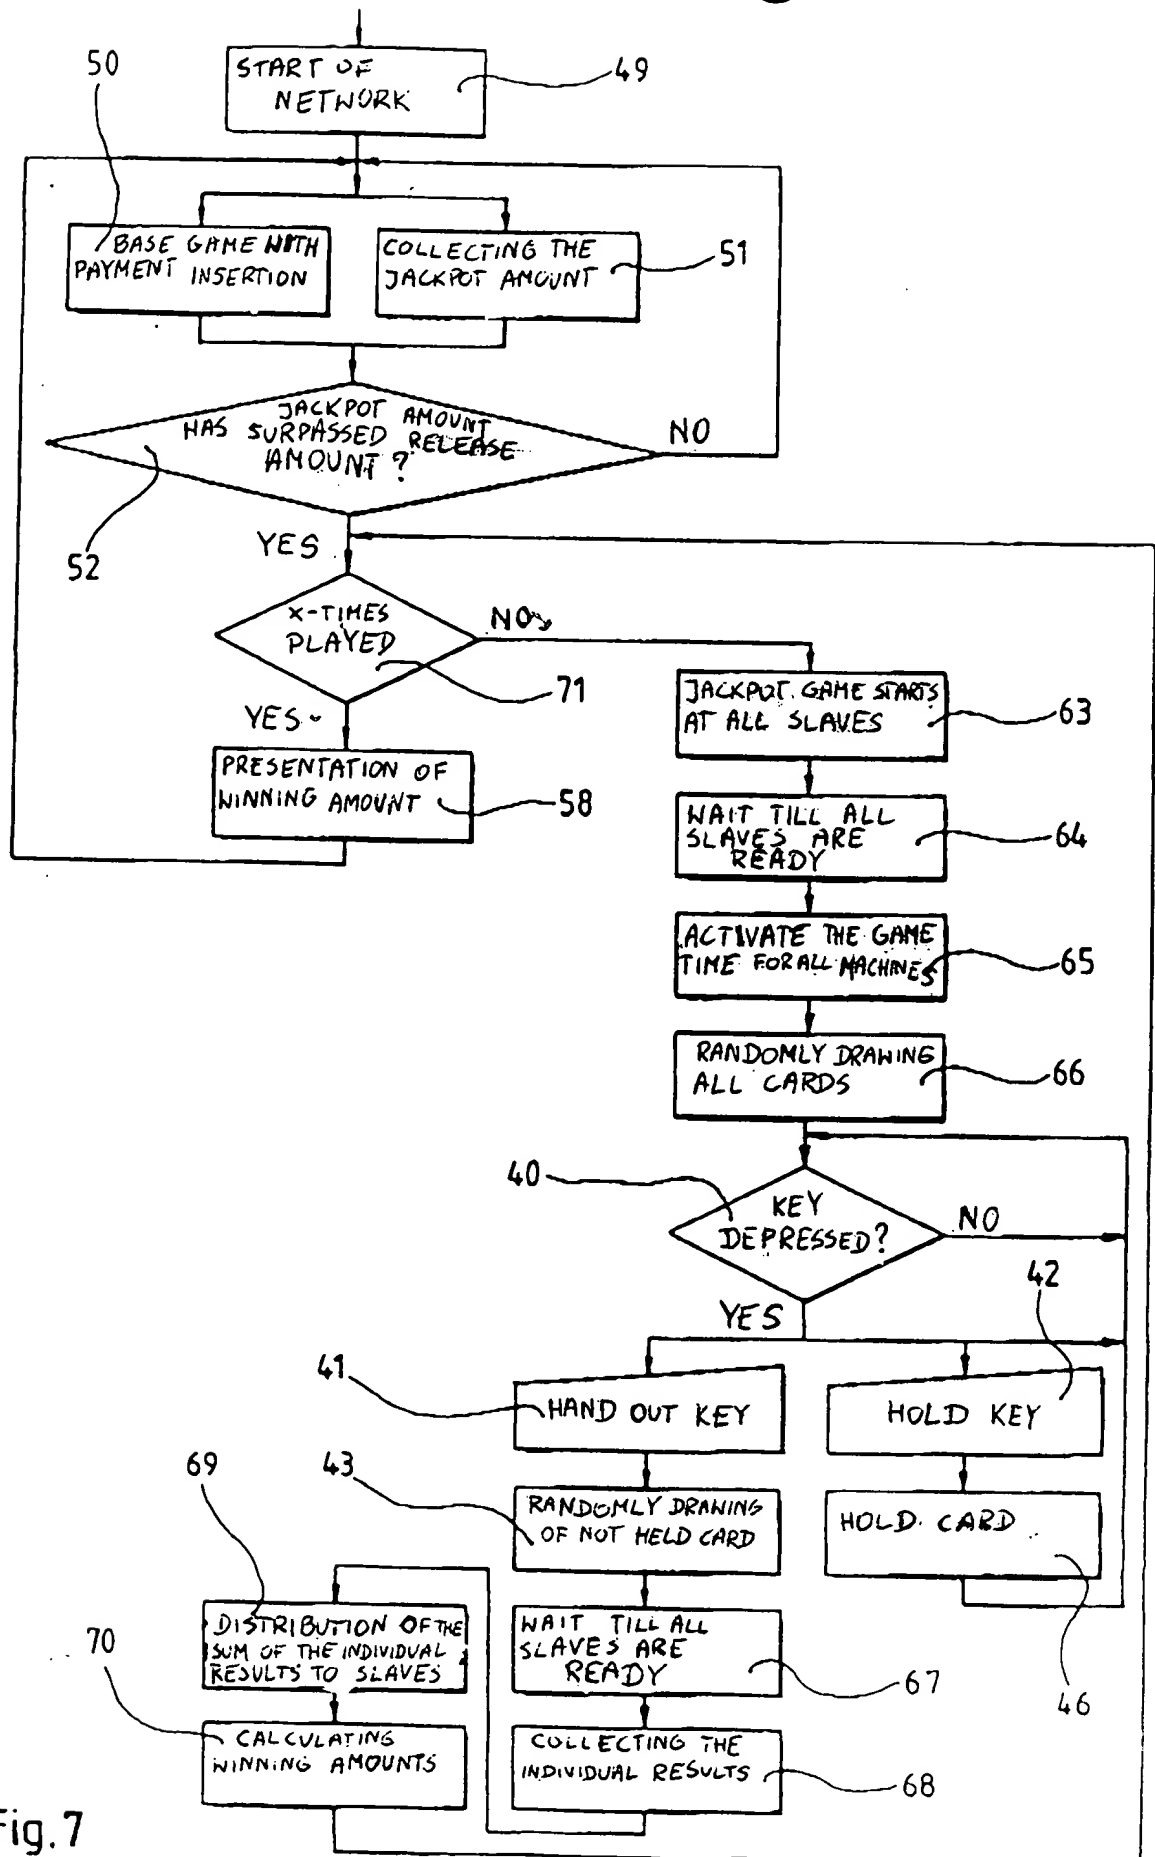 START OF
NETWORK
49
50
BASE GAME WITH
PAYMENT INSERTION
COLLECTING THE
JACKPOT AMOUNT
51
JACKPOT AMOUNT
HAS SURPASSED RELEASE
AMOUNT?
NO
52
YES
X-TIMES
PLAYED
NO
71
YES
PRESENTATION OF
WINNING AMOUNT
58
JACKPOT GAME STARTS
AT ALL SLAVES
63
WAIT TILL ALL
SLAVES ARE
READY
64
ACTIVATE THE GAME
TIME FOR ALL MACHINES
65
RANDOMLY DRAWING
ALL CARDS
66
40
KEY
DEPRESSED?
NO
YES
42
41
HAND OUT KEY
HOLD KEY
43
RANDOMLY DRAWING
OF NOT HELD CARD
HOLD CARD
46
69
DISTRIBUTION OF THE
SUM OF THE INDIVIDUAL
RESULTS TO SLAVES
WAIT TILL ALL
SLAVES ARE
READY
67
70
CALCULATING
WINNING AMOUNTS
COLLECTING THE
INDIVIDUAL RESULTS
68
Fig.7